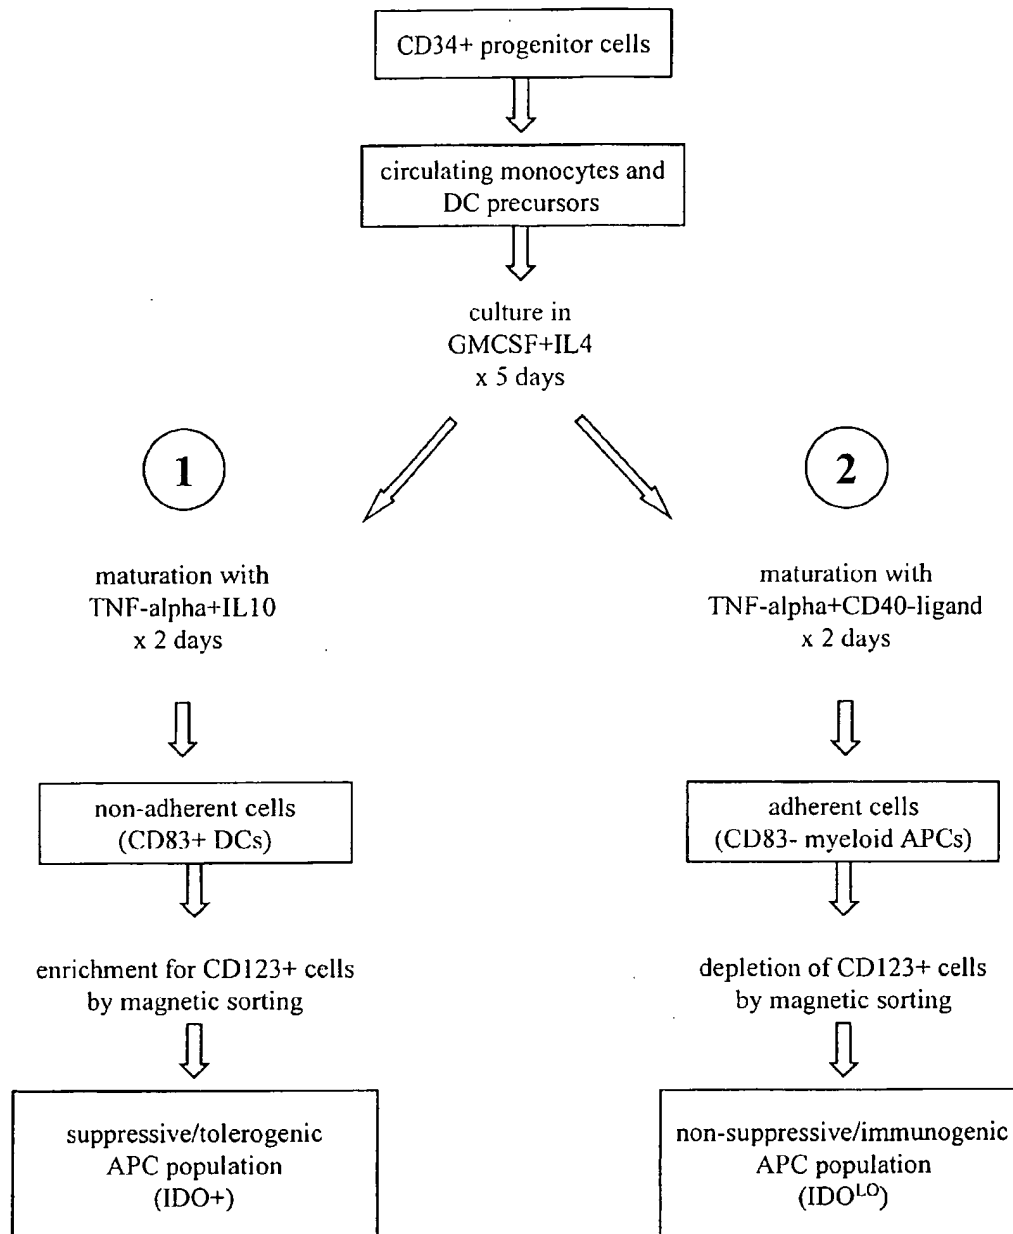 CD34+ progenitor cells
circulating monocytes and
DC precursors
culture in
GMCSF+IL4
x 5 days
1
maturation with
TNF-alpha+IL10
x 2 days
non-adherent cells
(CD83+ DCs)
enrichment for CD123+ cells
by magnetic sorting
suppressive/tolerogenic
APC population
(IDO+)
2
maturation with
TNF-alpha+CD40-ligand
x 2 days
adherent cells
(CD83- myeloid APCs)
depletion of CD123+ cells
by magnetic sorting
non-suppressive/immunogenic
APC population
(IDO^LO)